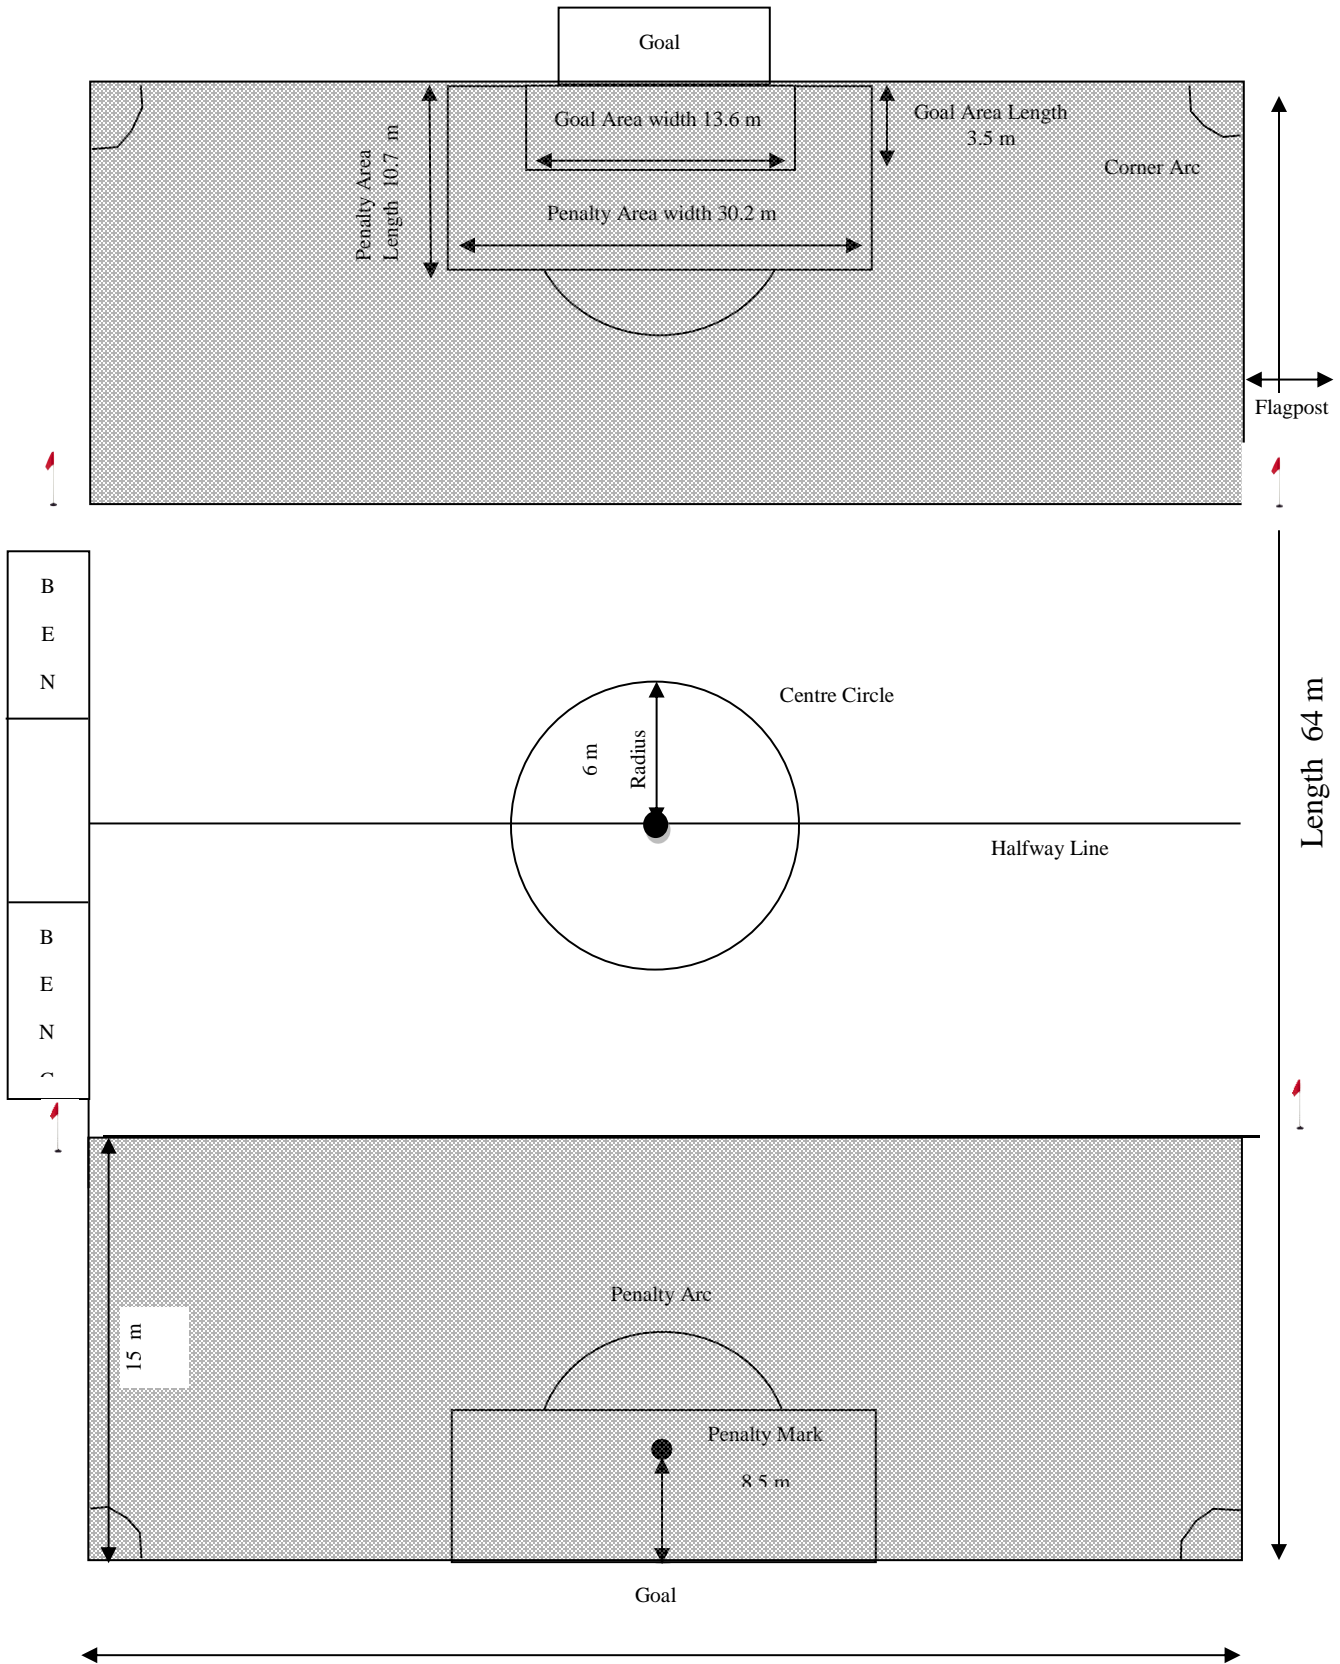 Goal
Goal Area width 13.6 m
Goal Area Length
3.5 m
Penalty Area
Length 10.7 m
Corner Arc
Penalty Area width 30.2 m
Flagpost
B
E
N
Centre Circle
6 m
Radius
Length 64 m
Halfway Line
B
E
N
15 m
Penalty Arc
Penalty Mark
8.5 m
Goal